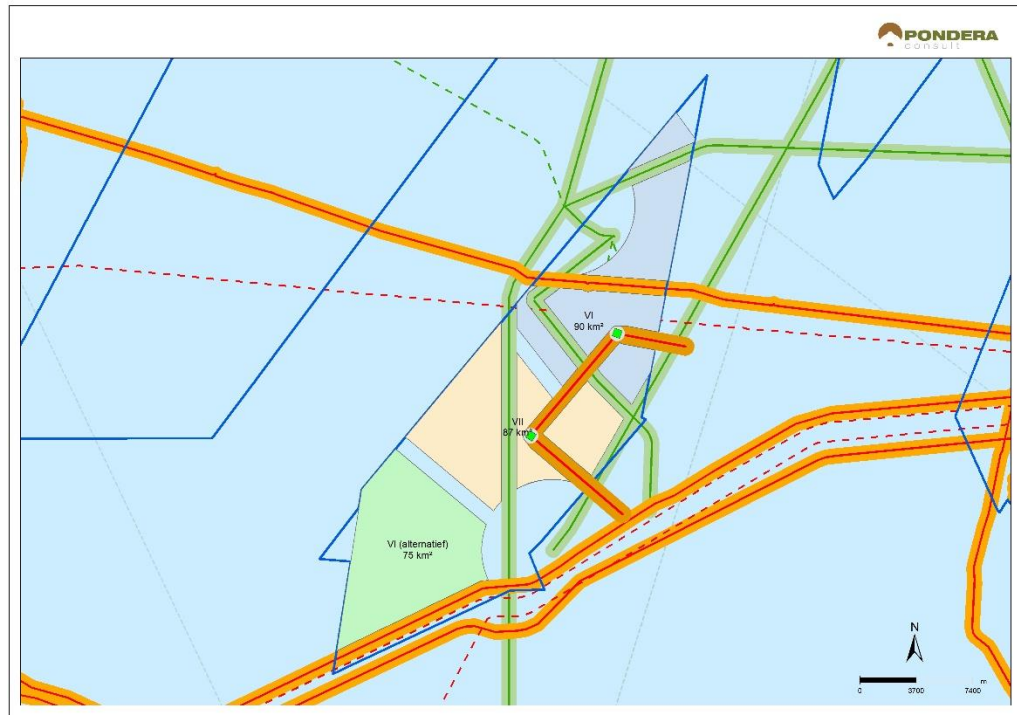 PONDERA
consult
VI
90 km²
VII
87 km²
VI (alternatief)
75 km²
N
m
0 3700 7400